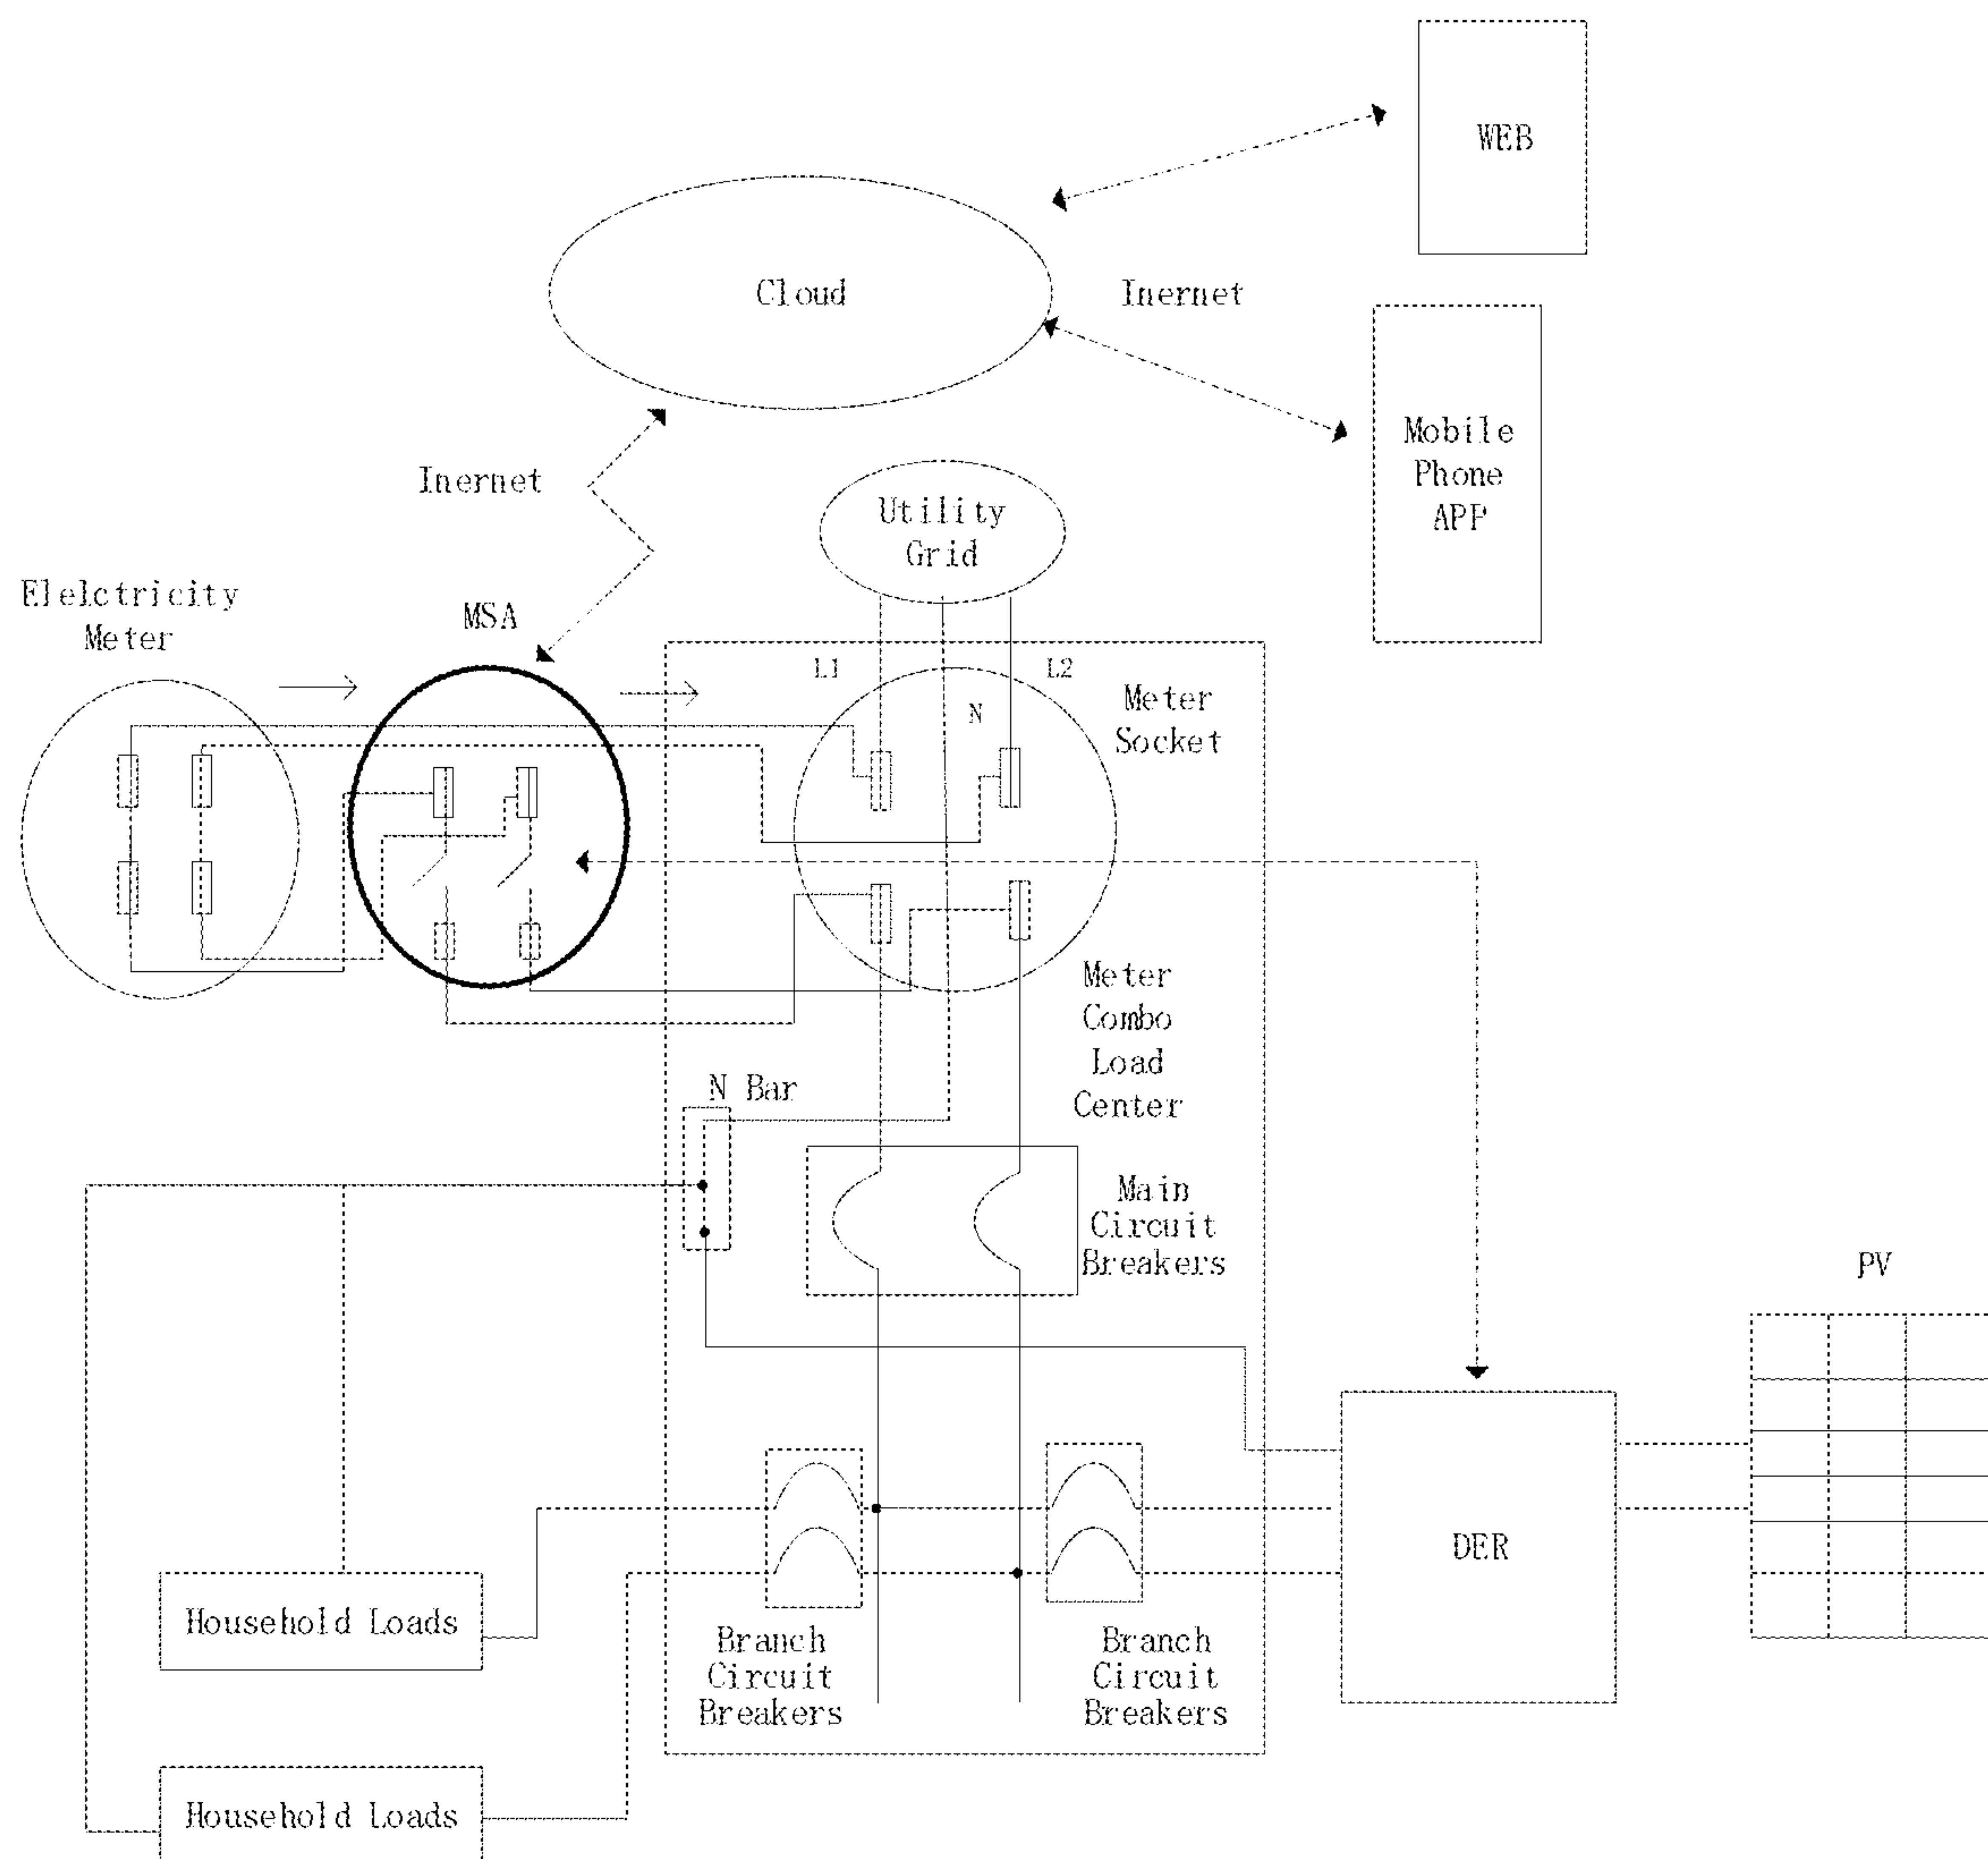 WEB
Cloud
Inernet
Mobile
Phone
APP
Inernet
Utility
Grid
Elelctricity
Meter
MSA
L1
L2
N
Meter
Socket
Meter
Combo
Load
Center
N Bar
Main
Circuit
Breakers
PV
DER
Household Loads
Branch
Circuit
Breakers
Branch
Circuit
Breakers
Household Loads